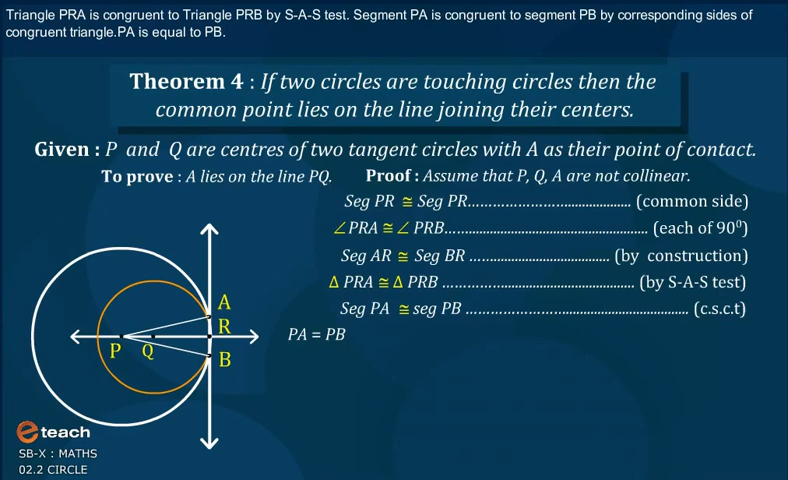 Triangle PRA is congruent to Triangle PRB by S-A-S test. Segment PA is congruent to segment PB by corresponding sides of
congruent triangle.PA is equal to PB.
Theorem 4 : If two circles are touching circles then the
common point lies on the line joining their centers.
Given : P and Q are centres of two tangent circles with A as their point of contact.
To prove : A lies on the line PQ.
Proof : Assume that P, Q, A are not collinear.
Seg PR ≅ Seg PR........................................... (common side)
∠PRA ≅ ∠ PRB.................................................... (each of 90⁰)
Seg AR ≅ Seg BR ................................... (by construction)
Δ PRA ≅ Δ PRB ................................................ (by S-A-S test)
Seg PA ≅ seg PB ........................................................ (c.s.c.t)
PA = PB
A
R
P
Q
B
e teach
SB-X : MATHS
02.2 CIRCLE